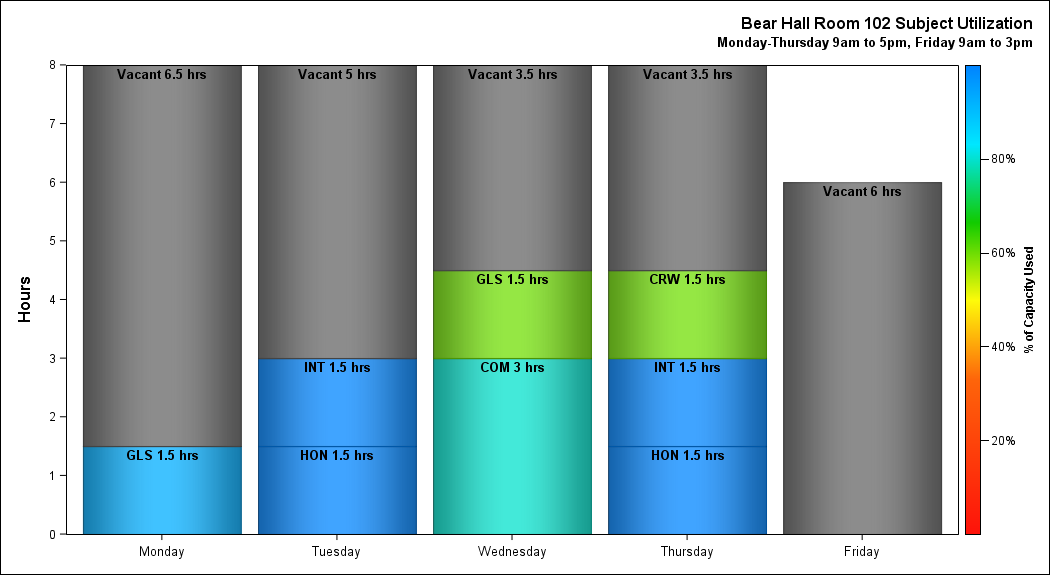 Bear Hall Room 102 Subject Utilization
Monday-Thursday 9am to 5pm, Friday 9am to 3pm
Hours
8
7
6
5
4
3
2
1
0
Vacant 6.5 hrs
GLS 1.5 hrs
Vacant 5 hrs
INT 1.5 hrs
HON 1.5 hrs
Vacant 3.5 hrs
GLS 1.5 hrs
COM 3 hrs
Vacant 3.5 hrs
CRW 1.5 hrs
INT 1.5 hrs
HON 1.5 hrs
Vacant 6 hrs
Monday
Tuesday
Wednesday
Thursday
Friday
80%
60%
40%
20%
% of Capacity Used